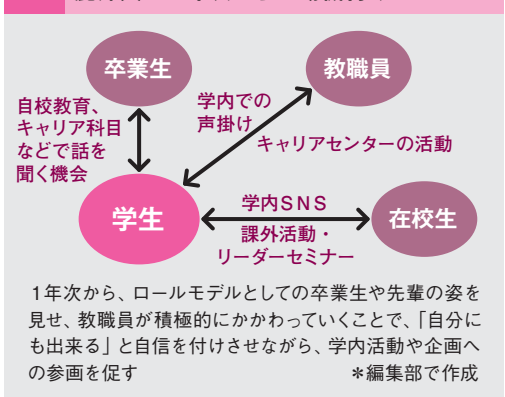 卒業生
教職員
自校教育、
キャリア科目
などで話を
聞く機会
学内での
声掛け
キャリアセンターの活動
学生
学内SNS
課外活動・
リーダーセミナー
在校生
1年次から、ロールモデルとしての卒業生や先輩の姿を
見せ、教職員が積極的にかかわっていくことで、「自分に
も出来る」と自信を付けさせながら、学内活動や企画へ
の参画を促す　　＊編集部で作成